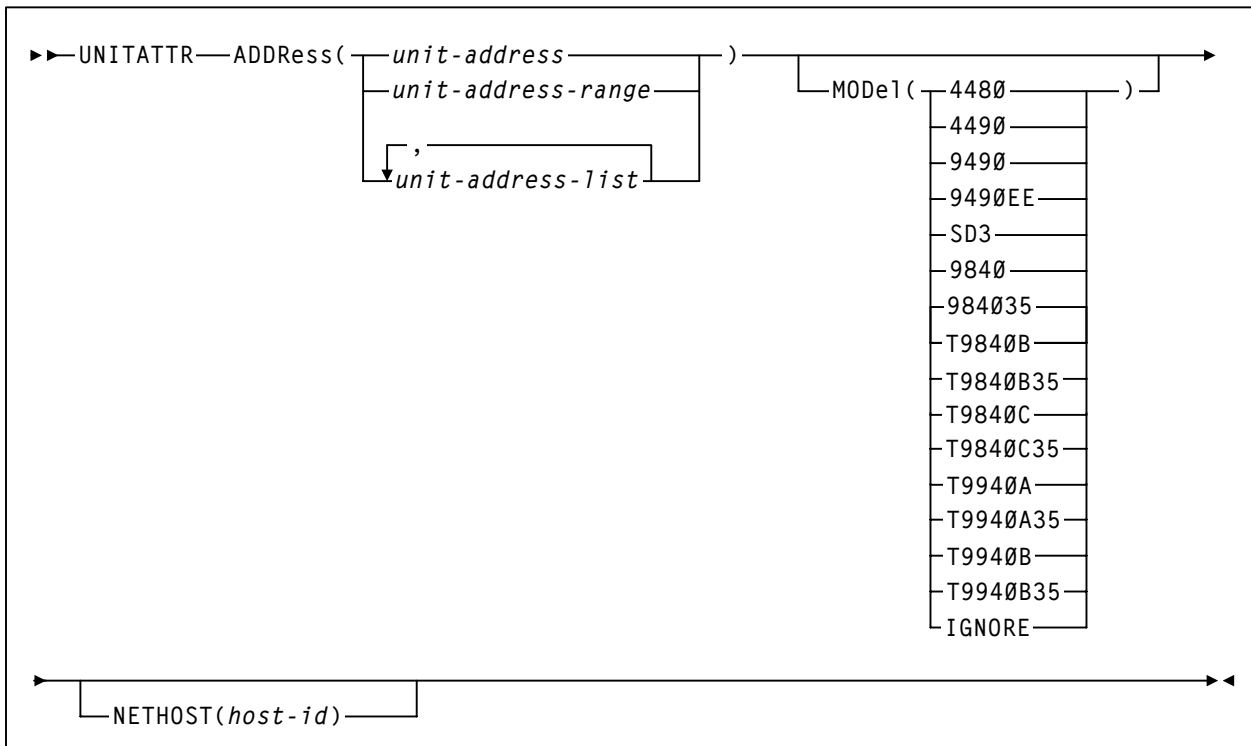 UNITATTR ADDRess( unit-address ) MODel( 4480 )
unit-address-range
4490
,
9490
unit-address-list
9490EE
SD3
9840
984035
T9840B
T9840B35
T9840C
T9840C35
T9940A
T9940A35
T9940B
T9940B35
IGNORE
NETHOST(host-id)